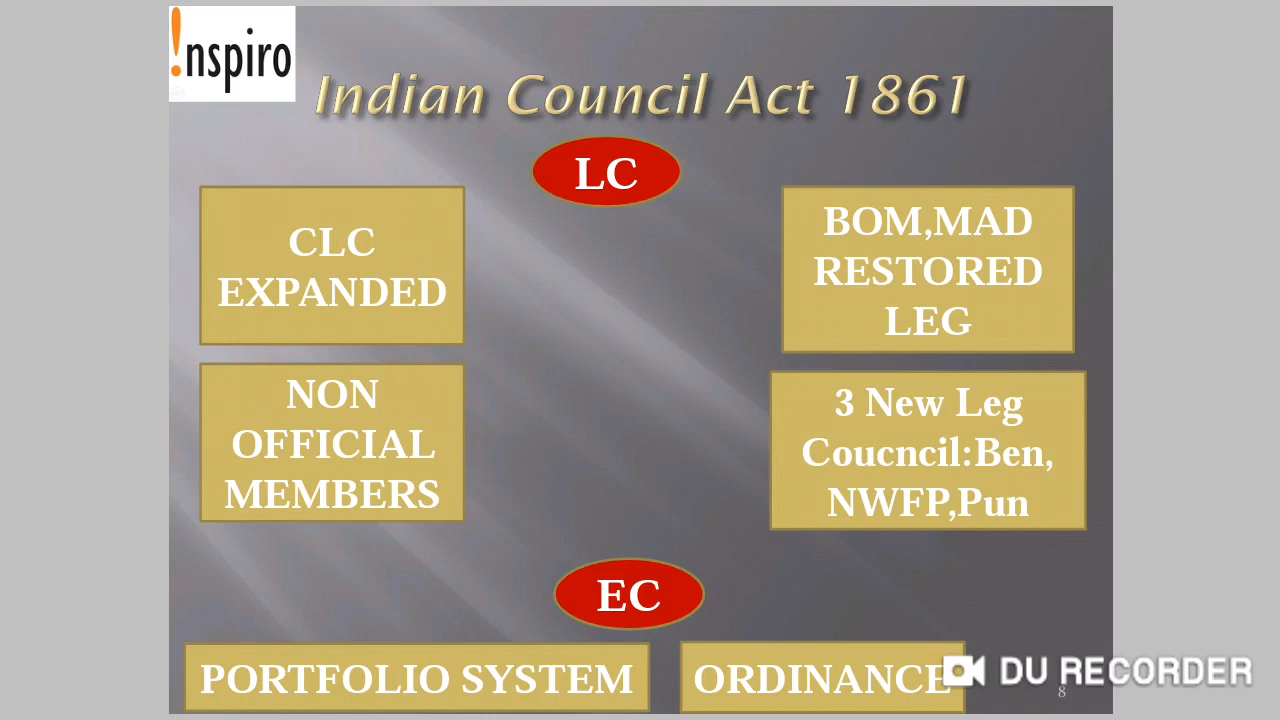 !nspiro
Indian Council Act 1861
LC
CLC
EXPANDED
BOM,MAD
RESTORED
LEG
NON
OFFICIAL
MEMBERS
3 New Leg
Coucncil:Ben,
NWFP,Pun
EC
PORTFOLIO SYSTEM
ORDINANCE
DU RECORDER
8